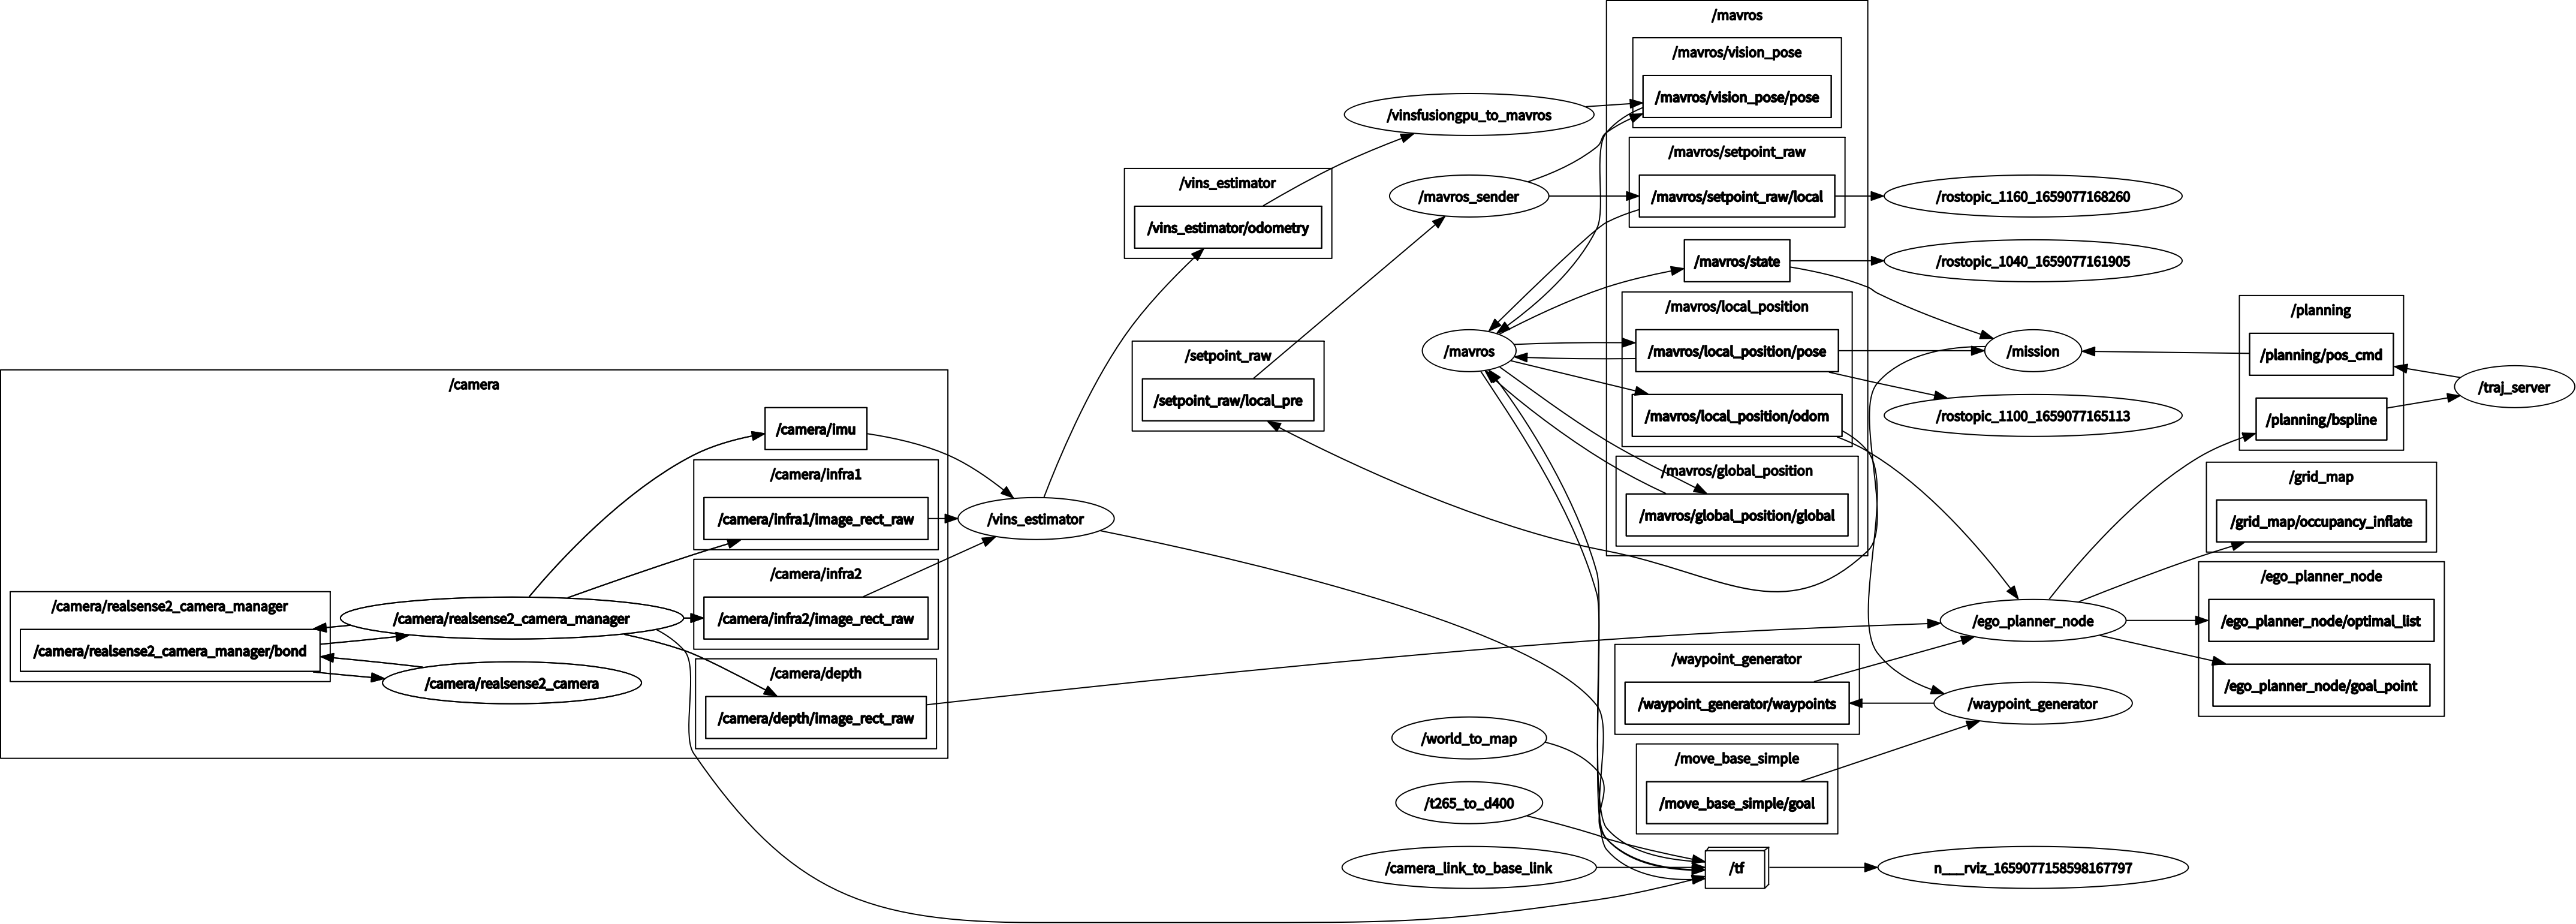 /camera
/camera/imu
/camera/infra1
/camera/infra1/image_rect_raw
/camera/infra2
/camera/infra2/image_rect_raw
/camera/depth
/camera/depth/image_rect_raw
/camera/realsense2_camera_manager
/camera/realsense2_camera_manager/bond
/camera/realsense2_camera_manager
/camera/realsense2_camera
/vins_estimator
/vins_estimator
/vins_estimator/odometry
/setpoint_raw
/setpoint_raw/local_pre
/vinsfusiongpu_to_mavros
/mavros_sender
/mavros
/world_to_map
/t265_to_d400
/camera_link_to_base_link
/mavros
/mavros/vision_pose
/mavros/vision_pose/pose
/mavros/setpoint_raw
/mavros/setpoint_raw/local
/mavros/state
/mavros/local_position
/mavros/local_position/pose
/mavros/local_position/odom
/mavros/global_position
/mavros/global_position/global
/waypoint_generator
/waypoint_generator/waypoints
/move_base_simple
/move_base_simple/goal
/tf
/rostopic_1160_1659077168260
/rostopic_1040_1659077161905
/mission
/rostopic_1100_1659077165113
/ego_planner_node
/waypoint_generator
n___rviz_1659077158598167797
/planning
/planning/pos_cmd
/planning/bspline
/grid_map
/grid_map/occupancy_inflate
/ego_planner_node
/ego_planner_node/optimal_list
/ego_planner_node/goal_point
/traj_server